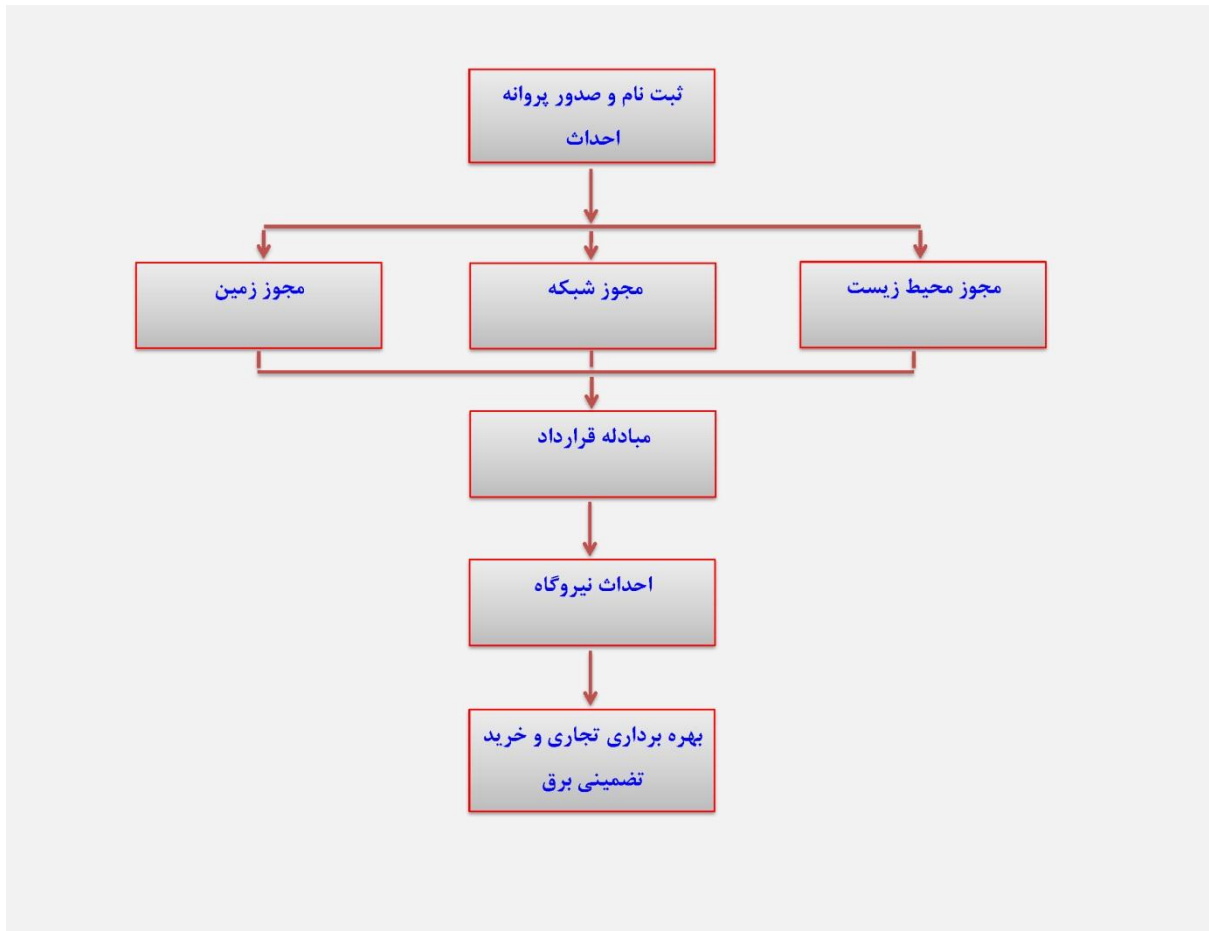 ثبت نام و صدور پروانه
احداث
مجوز محیط زیست
مجوز شبکه
مجوز زمین
مبادله قرارداد
احداث نیروگاه
بهره برداری تجاری و خرید
تضمینی برق